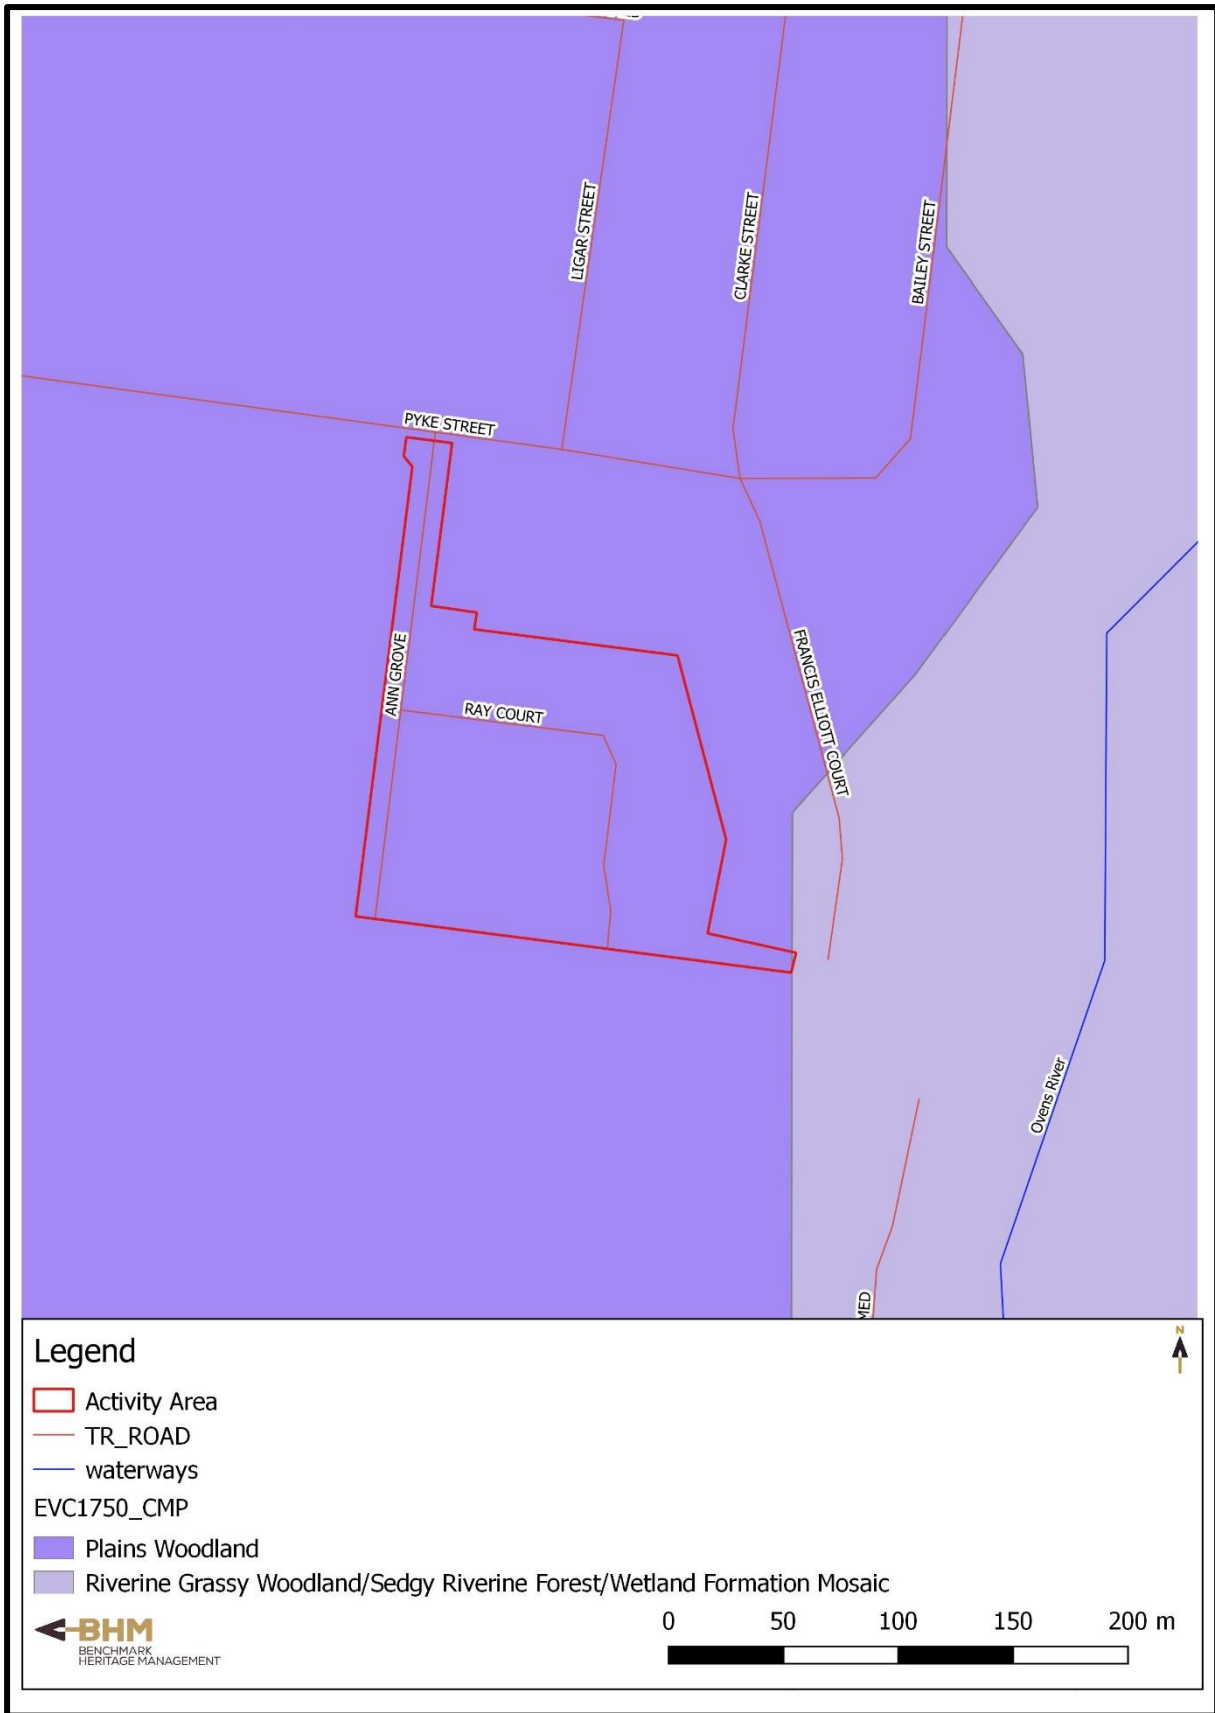 LIGAR STREET
CLARKE STREET
BAILEY STREET
PYKE STREET
ANN GROVE
RAY COURT
FRANCIS ELLIOTT COURT
Ovens River
MED
Legend
N
Activity Area
TR_ROAD
waterways
EVC1750_CMP
Plains Woodland
Riverine Grassy Woodland/Sedgy Riverine Forest/Wetland Formation Mosaic
BHM
BENCHMARK
HERITAGE MANAGEMENT
0 50 100 150 200 m